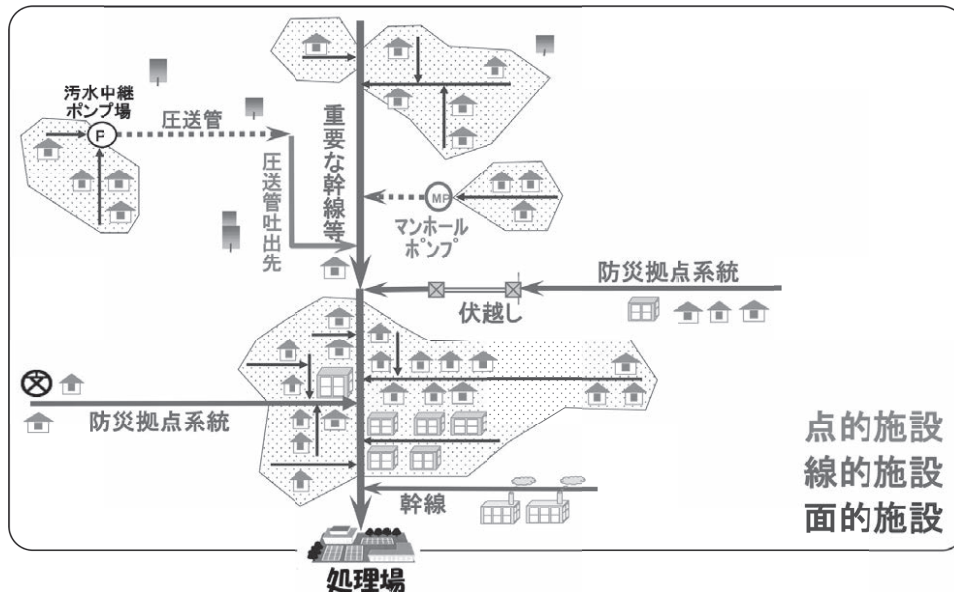 汚水中継
ポンプ場
P
圧送管
圧送管吐出先
重要な幹線等
MP
マンホール
ポンプ
防災拠点系統
伏越し
防災拠点系統
幹線
処理場
点的施設
線的施設
面的施設